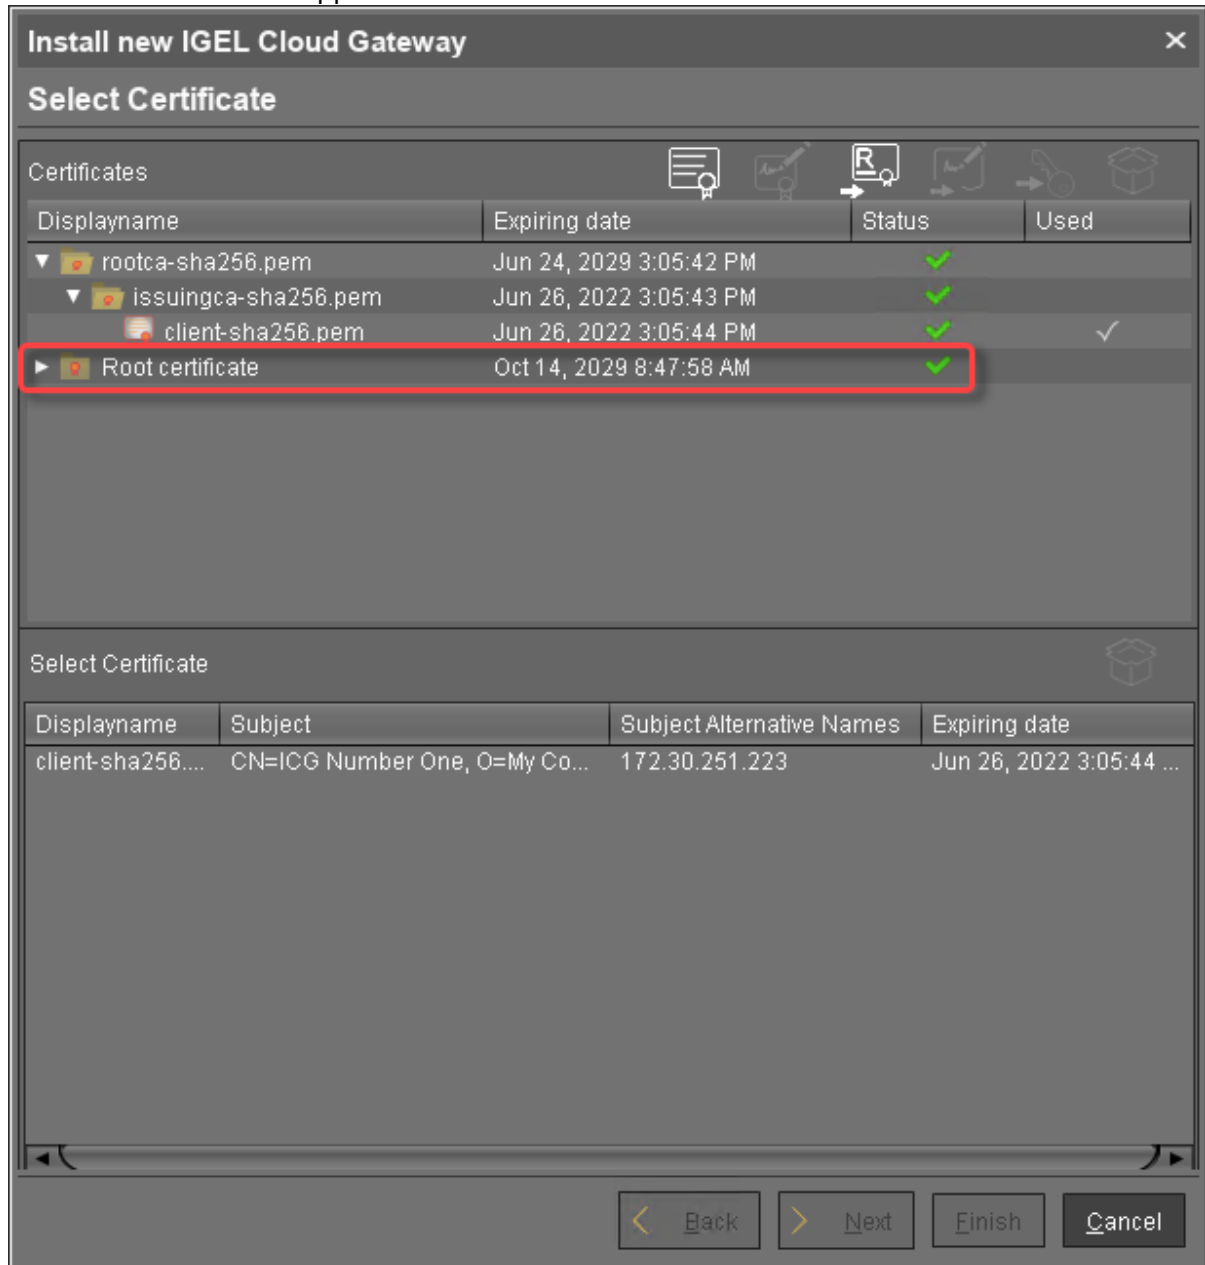 Install new IGEL Cloud Gateway
Select Certificate
Certificates
R
Displayname Expiring date Status Used
rootca-sha256.pem Jun 24, 2029 3:05:42 PM
issuingca-sha256.pem Jun 26, 2022 3:05:43 PM
client-sha256.pem Jun 26, 2022 3:05:44 PM
Root certificate Oct 14, 2029 8:47:58 AM
Select Certificate
Displayname Subject Subject Alternative Names Expiring date
client-sha256.... CN=ICG Number One, O=My Co... 172.30.251.223 Jun 26, 2022 3:05:44 ...
Back Next Finish Cancel